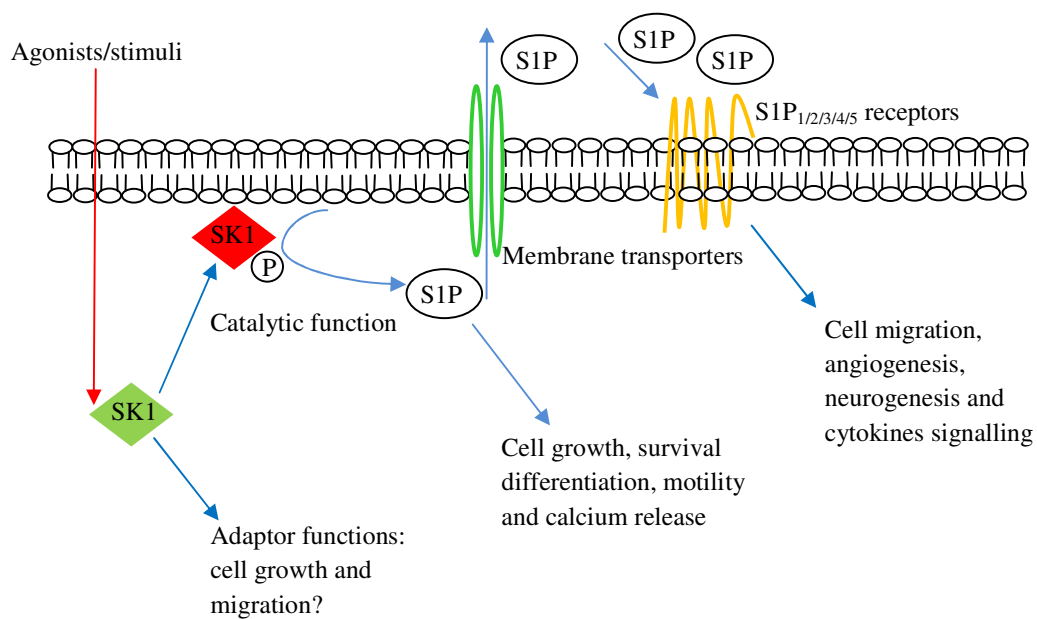 Agonists/stimuli
S1P
S1P
S1P
S1P1/2/3/4/5 receptors
SK1
P
Membrane transporters
S1P
Catalytic function
SK1
Cell migration,
angiogenesis,
neurogenesis and
cytokines signalling
Cell growth, survival
differentiation, motility
and calcium release
Adaptor functions:
cell growth and
migration?